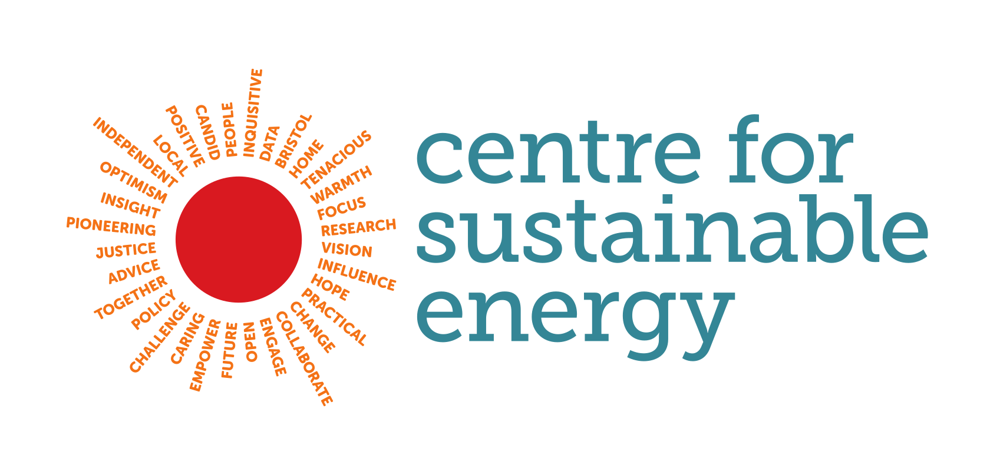 INQUISITIVE
DATA
BRISTOL
HOME
TENACIOUS
WARMTH
FOCUS
RESEARCH
VISION
INFLUENCE
HOPE
PRACTICAL
CHANGE
COLLABORATE
ENGAGE
OPEN
FUTURE
EMPOWER
CARING
CHALLENGE
POLICY
TOGETHER
ADVICE
JUSTICE
PIONEERING
INSIGHT
OPTIMISM
INDEPENDENT
LOCAL
POSITIVE
CANDID
PEOPLE
centre for
sustainable
energy